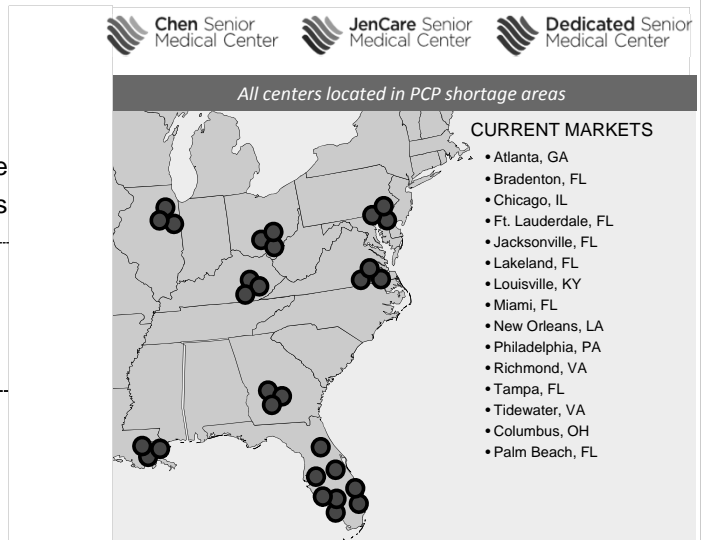 Chen Senior
Medical Center
JenCare Senior
Medical Center
Dedicated Senior
Medical Center
All centers located in PCP shortage areas
e
s
CURRENT MARKETS
• Atlanta, GA
• Bradenton, FL
• Chicago, IL
• Ft. Lauderdale, FL
• Jacksonville, FL
• Lakeland, FL
• Louisville, KY
• Miami, FL
• New Orleans, LA
• Philadelphia, PA
• Richmond, VA
• Tampa, FL
• Tidewater, VA
• Columbus, OH
• Palm Beach, FL